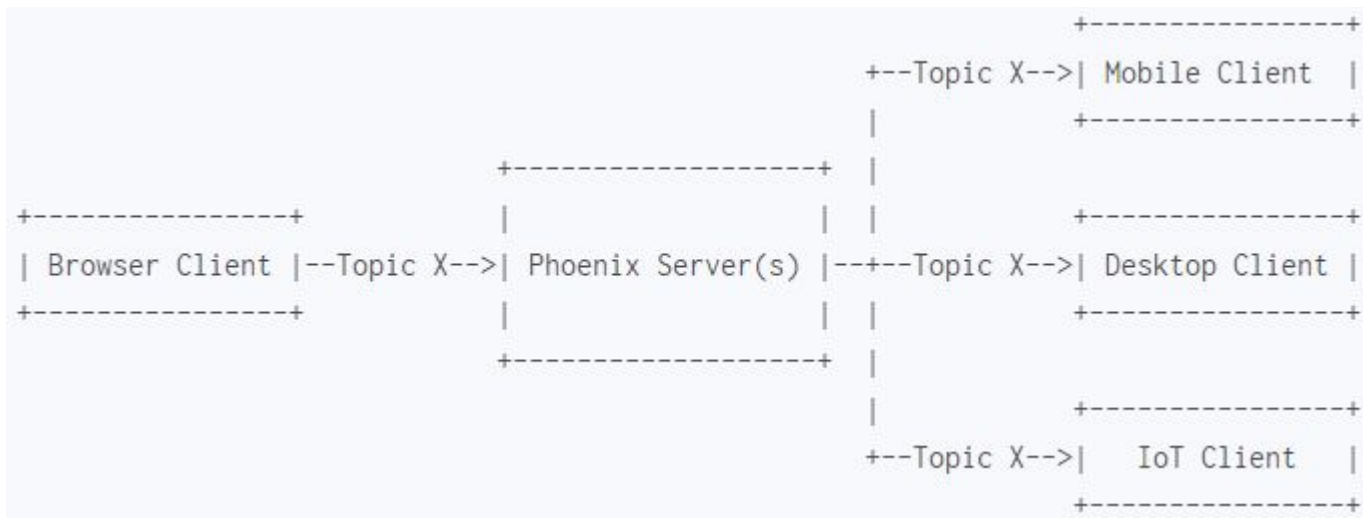 +----------------+
                                                     +--Topic X-->| Mobile Client  |
                                                     |            +----------------+
                              +-------------------+  |
+----------------+            |                   |  |            +----------------+
| Browser Client |--Topic X-->| Phoenix Server(s) |--+--Topic X-->| Desktop Client |
+----------------+            |                   |  |            +----------------+
                              +-------------------+  |
                                                     |            +----------------+
                                                     +--Topic X-->|   IoT Client   |
                                                                  +----------------+